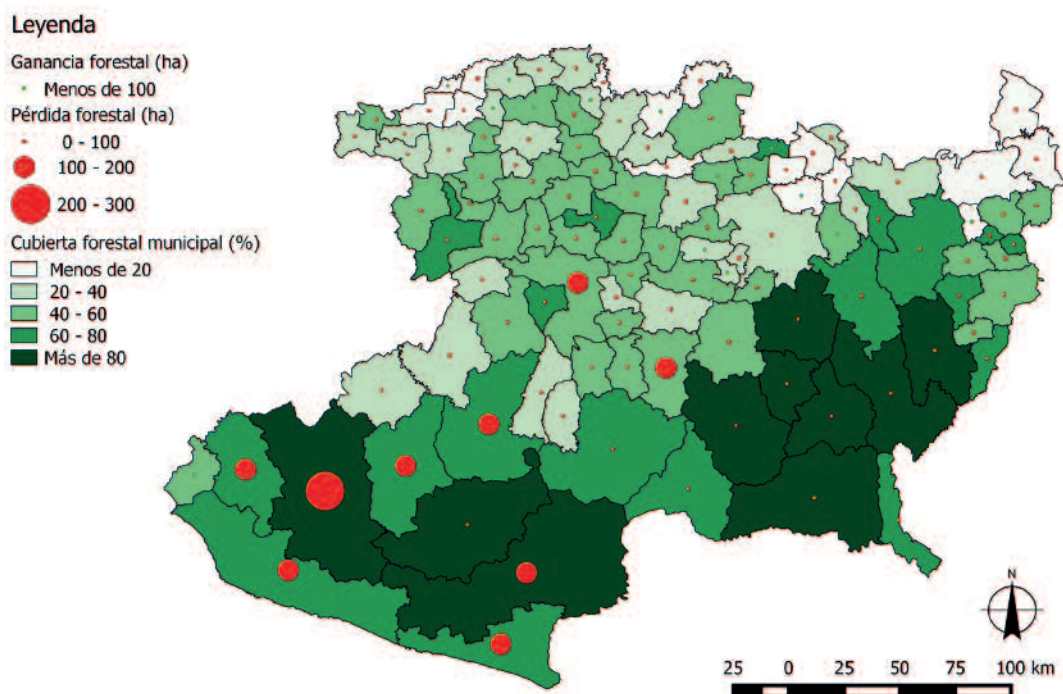 Leyenda
Ganancia forestal (ha)
Menos de 100
Pérdida forestal (ha)
0 - 100
100 - 200
200 - 300
Cubierta forestal municipal (%)
Menos de 20
20 - 40
40 - 60
60 - 80
Más de 80
N
25 0 25 50 75 100 km